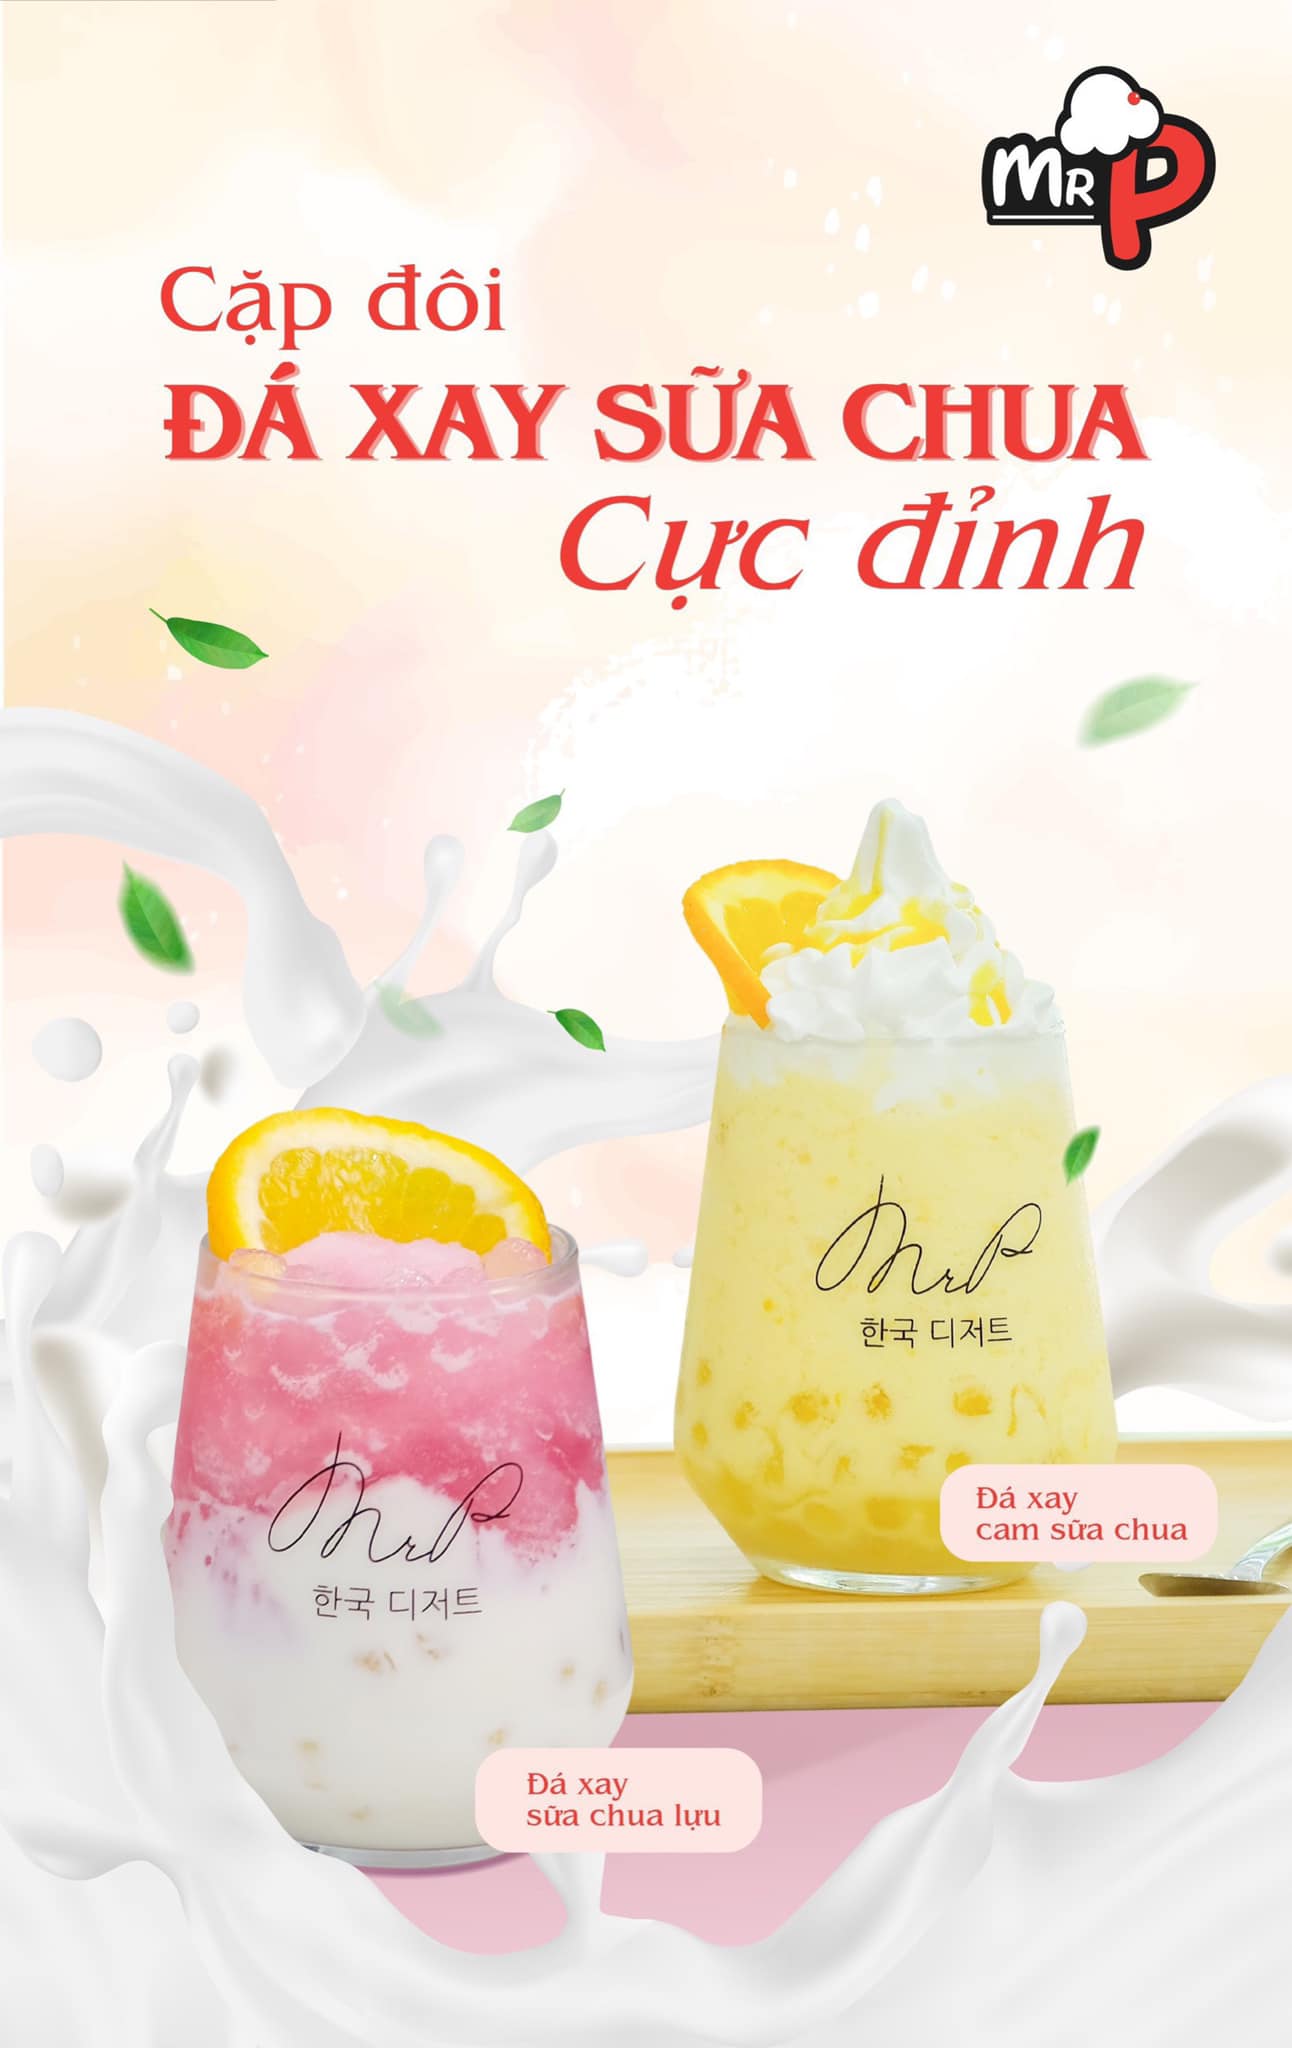 MR P
Cặp đôi
ĐÁ XAY SỮA CHUA
Cực đỉnh
MrP
한국 디저트
MrP
한국 디저트
Đá xay
cam sữa chua
Đá xay
sữa chua lựu